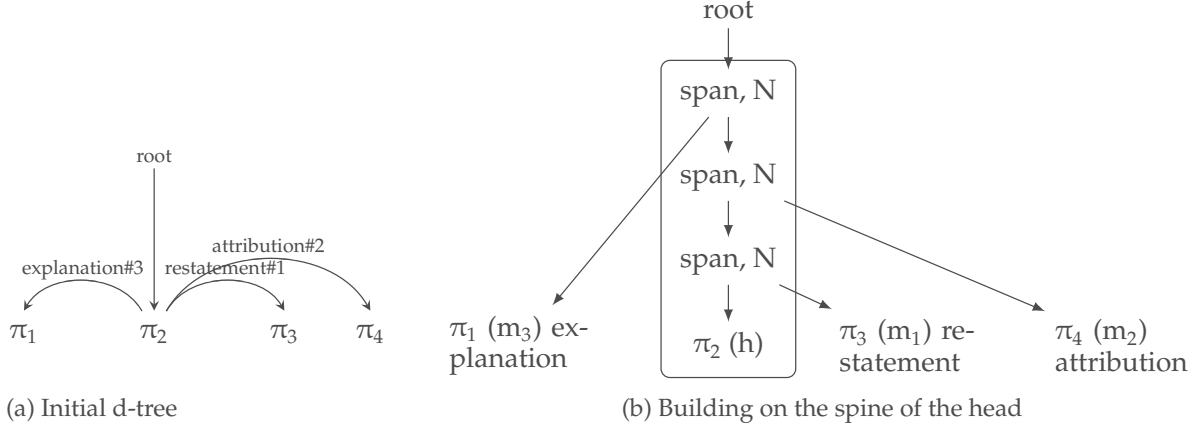 root
explanation#3
attribution#2
restatement#1
π₁
π₂
π₃
π₄
(a) Initial d-tree
root
span, N
span, N
span, N
π₁ (m₃) ex-
planation
π₂ (h)
π₃ (m₁) re-
statement
π₄ (m₂)
attribution
(b) Building on the spine of the head